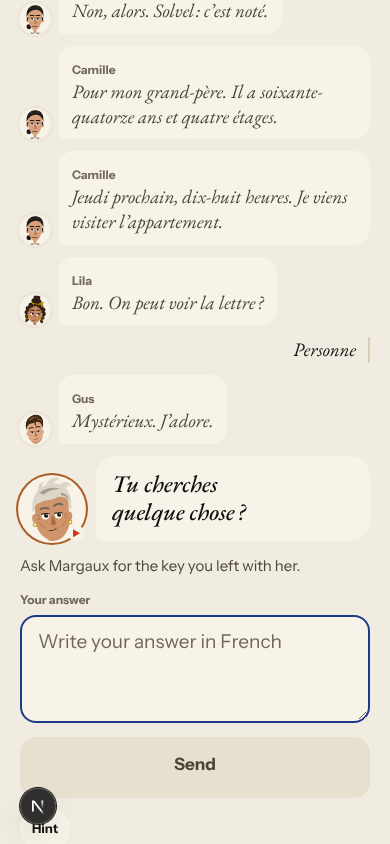 Non, alors. Solvel : c’est noté.
Camille
Pour mon grand-père. Il a soixante-
quatorze ans et quatre étages.
Camille
Jeudi prochain, dix-huit heures. Je viens
visiter l’appartement.
Lila
Bon. On peut voir la lettre ?
Personne
Gus
Mystérieux. J’adore.
Tu cherches
quelque chose ?
Ask Margaux for the key you left with her.
Your answer
Write your answer in French
Send
N
Hint